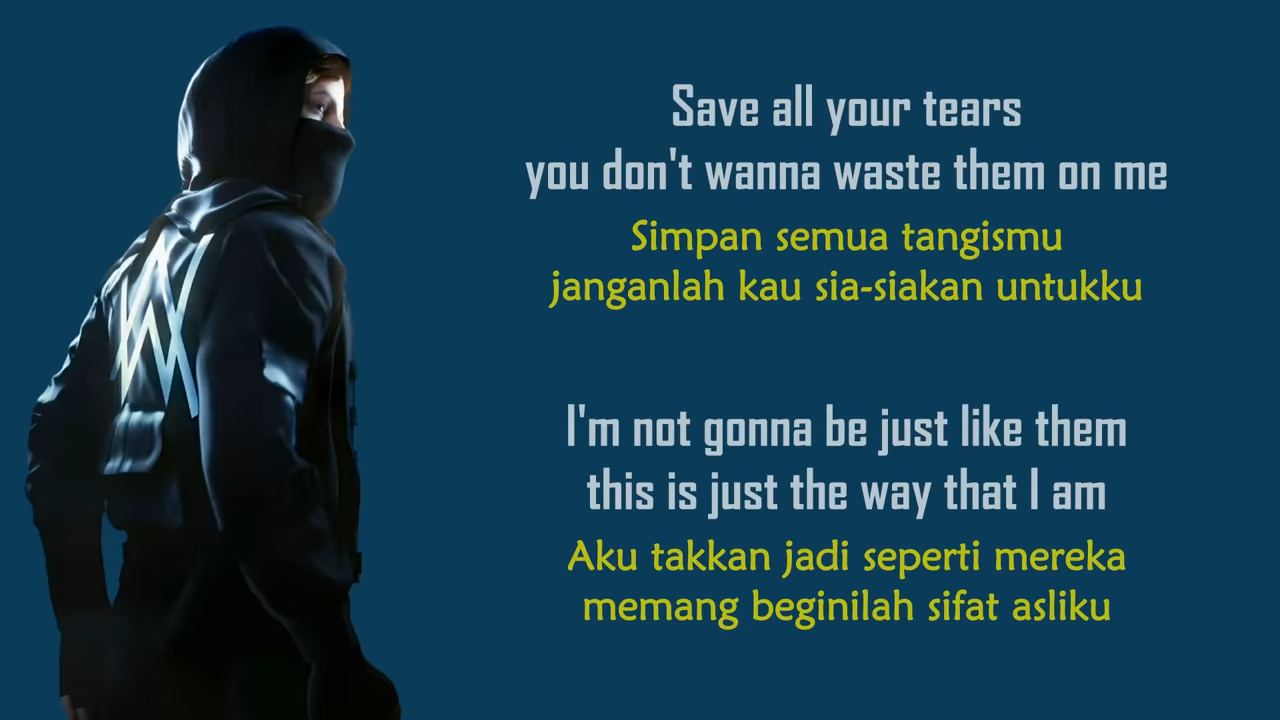 Save all your tears
you don't wanna waste them on me
Simpan semua tangismu
janganlah kau sia-siakan untukku
I'm not gonna be just like them
this is just the way that I am
Aku takkan jadi seperti mereka
memang beginilah sifat asliku